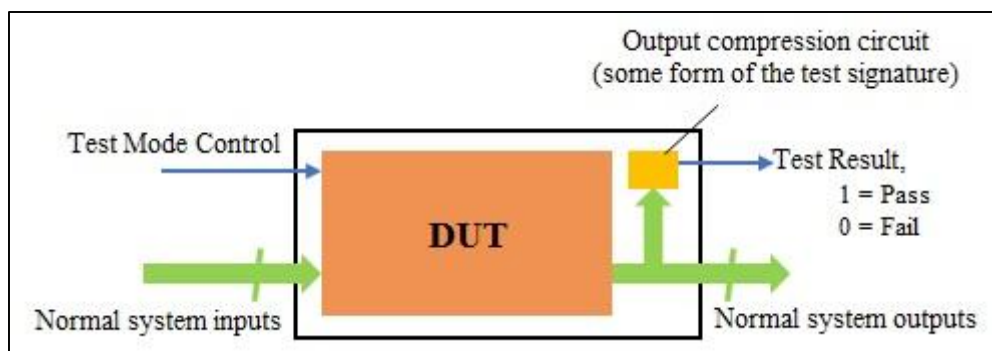 Output compression circuit
(some form of the test signature)
Test Mode Control
Test Result,
1 = Pass
0 = Fail
DUT
Normal system inputs
Normal system outputs